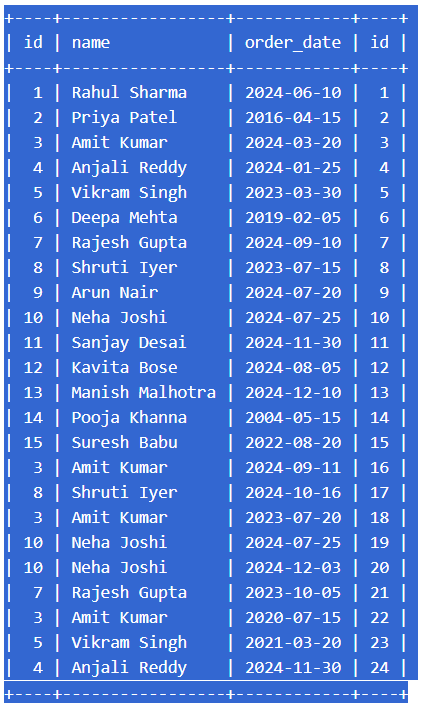 +----+-----------------+------------+----+
| id | name            | order_date | id |
+----+-----------------+------------+----+
|  1 | Rahul Sharma    | 2024-06-10 |  1 |
|  2 | Priya Patel     | 2016-04-15 |  2 |
|  3 | Amit Kumar      | 2024-03-20 |  3 |
|  4 | Anjali Reddy    | 2024-01-25 |  4 |
|  5 | Vikram Singh    | 2023-03-30 |  5 |
|  6 | Deepa Mehta     | 2019-02-05 |  6 |
|  7 | Rajesh Gupta    | 2024-09-10 |  7 |
|  8 | Shruti Iyer     | 2023-07-15 |  8 |
|  9 | Arun Nair       | 2024-07-20 |  9 |
| 10 | Neha Joshi      | 2024-07-25 | 10 |
| 11 | Sanjay Desai    | 2024-11-30 | 11 |
| 12 | Kavita Bose     | 2024-08-05 | 12 |
| 13 | Manish Malhotra | 2024-12-10 | 13 |
| 14 | Pooja Khanna    | 2004-05-15 | 14 |
| 15 | Suresh Babu     | 2022-08-20 | 15 |
|  3 | Amit Kumar      | 2024-09-11 | 16 |
|  8 | Shruti Iyer     | 2024-10-16 | 17 |
|  3 | Amit Kumar      | 2023-07-20 | 18 |
| 10 | Neha Joshi      | 2024-07-25 | 19 |
| 10 | Neha Joshi      | 2024-12-03 | 20 |
|  7 | Rajesh Gupta    | 2023-10-05 | 21 |
|  3 | Amit Kumar      | 2020-07-15 | 22 |
|  5 | Vikram Singh    | 2021-03-20 | 23 |
|  4 | Anjali Reddy    | 2024-11-30 | 24 |
+----+-----------------+------------+----+